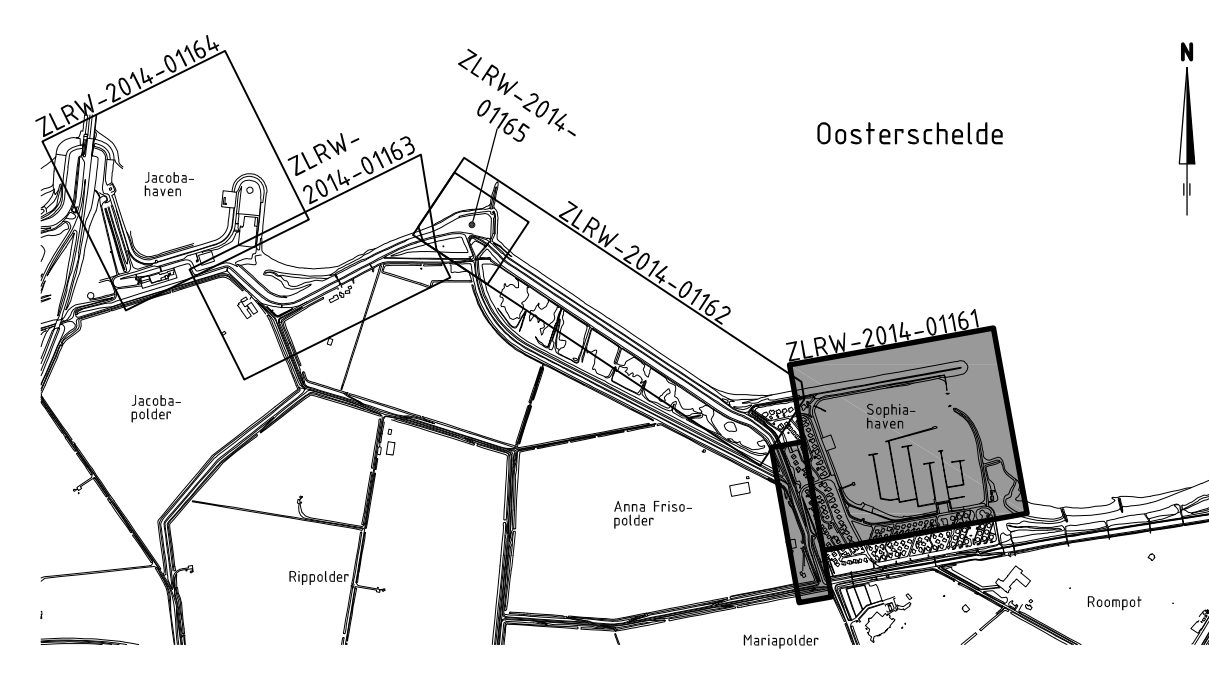 N
ZLRW-2014-01164
ZLRW-2014-
01165
Oosterschelde
ZLRW-
2014-01163
Jacoba-
haven
ZLRW-2014-01162
ZLRW-2014-01161
Jacoba-
polder
Sophia-
haven
Anna Friso-
polder
Rippolder
Roompot
Mariapolder